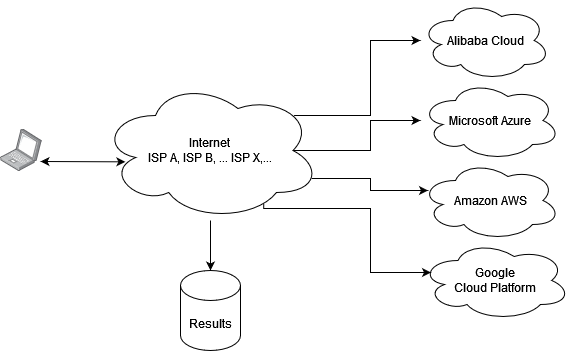 Alibaba Cloud
Internet
ISP A, ISP B, ... ISP X,...
Microsoft Azure
Amazon AWS
Google
Cloud Platform
Results